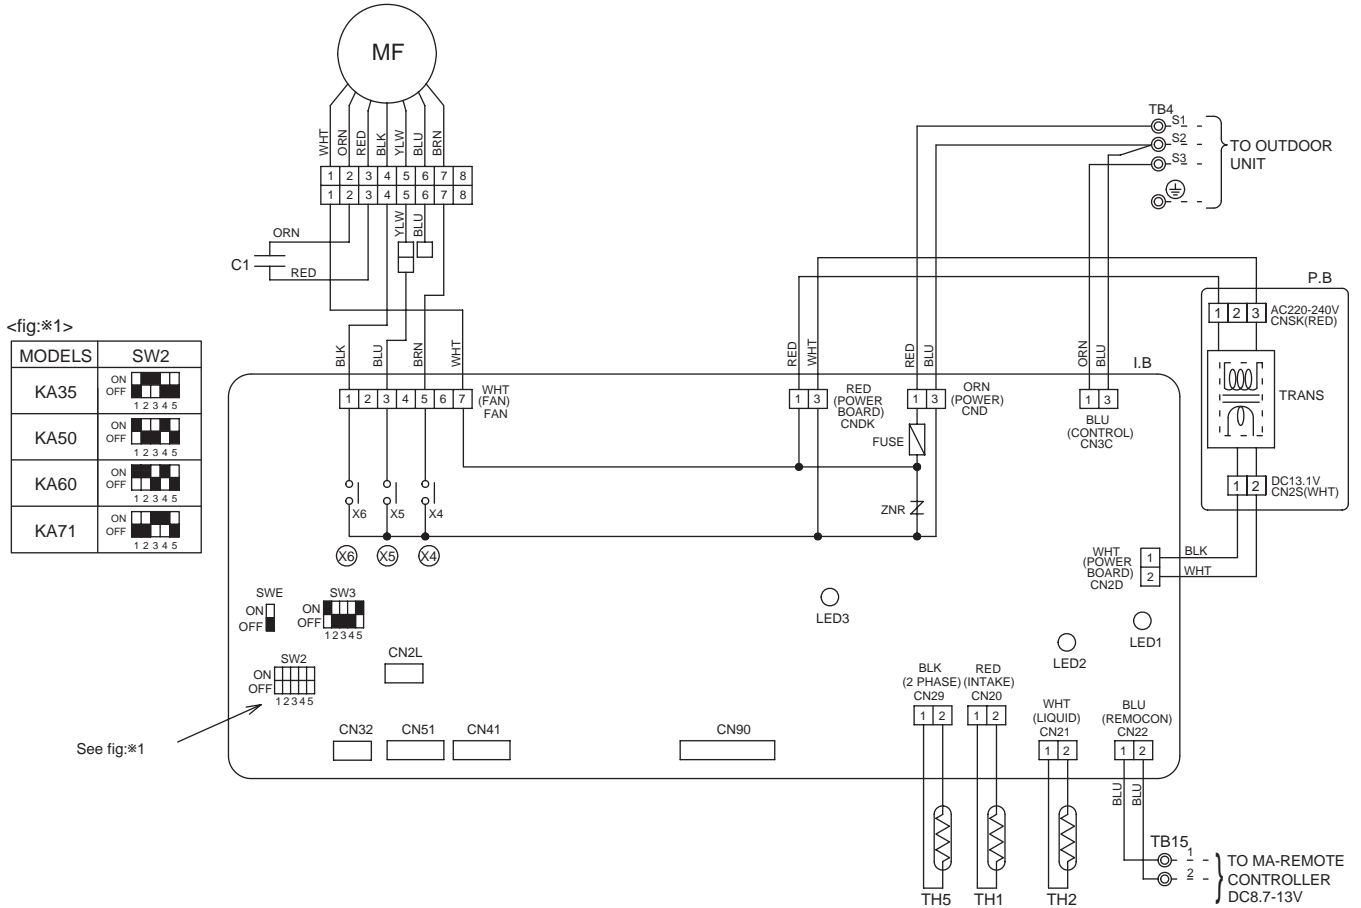 MF
WHT ORN RED BLK YLW BLU BRN
1 2 3 4 5 6 7 8
1 2 3 4 5 6 7 8
YLW BLU
ORN
C1
RED
TB4
S1
S2
S3
TO OUTDOOR
UNIT
P.B
1 2 3
AC220-240V
CNSK(RED)
TRANS
1 2
DC13.1V
CN2S(WHT)
<fig:※1>
MODELS SW2
KA35
ON
OFF
1 2 3 4 5
KA50
ON
OFF
1 2 3 4 5
KA60
ON
OFF
1 2 3 4 5
KA71
ON
OFF
1 2 3 4 5
BLK BLU BRN WHT
RED WHT
RED BLU
ORN BLU
I.B
1 2 3 4 5 6 7
WHT
(FAN)
FAN
1 3
RED
(POWER
BOARD)
CNDK
1 3
ORN
(POWER)
CND
1 3
BLU
(CONTROL)
CN3C
FUSE
ZNR
X6 X5 X4
X6 X5 X4
WHT
(POWER
BOARD)
CN2D
1
2
BLK
WHT
SWE
ON
OFF
SW3
ON
OFF
1 2 3 4 5
SW2
ON
OFF
1 2 3 4 5
See fig:※1
CN2L
LED3
LED2
LED1
CN32
CN51
CN41
CN90
BLK
(2 PHASE)
CN29
1 2
RED
(INTAKE)
CN20
1 2
WHT
(LIQUID)
CN21
1 2
BLU
(REMOCON)
CN22
1 2
BLU BLU
TH5
TH1
TH2
TB15
1
2
TO MA-REMOTE
CONTROLLER
DC8.7-13V